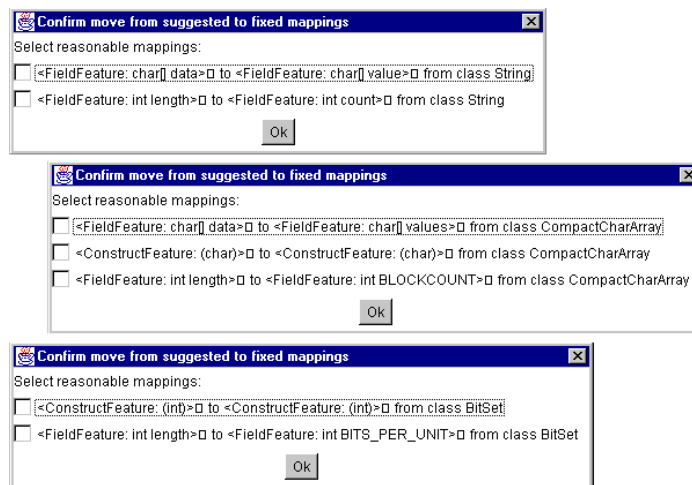 Confirm move from suggested to fixed mappings
Select reasonable mappings:
<FieldFeature: char[] data>▯ to <FieldFeature: char[] value>▯ from class String
<FieldFeature: int length>▯ to <FieldFeature: int count>▯ from class String
Ok
Confirm move from suggested to fixed mappings
Select reasonable mappings:
<FieldFeature: char[] data>▯ to <FieldFeature: char[] values>▯ from class CompactCharArray
<ConstructFeature: (char)>▯ to <ConstructFeature: (char)>▯ from class CompactCharArray
<FieldFeature: int length>▯ to <FieldFeature: int BLOCKCOUNT>▯ from class CompactCharArray
Ok
Confirm move from suggested to fixed mappings
Select reasonable mappings:
<ConstructFeature: (int)>▯ to <ConstructFeature: (int)>▯ from class BitSet
<FieldFeature: int length>▯ to <FieldFeature: int BITS_PER_UNIT>▯ from class BitSet
Ok